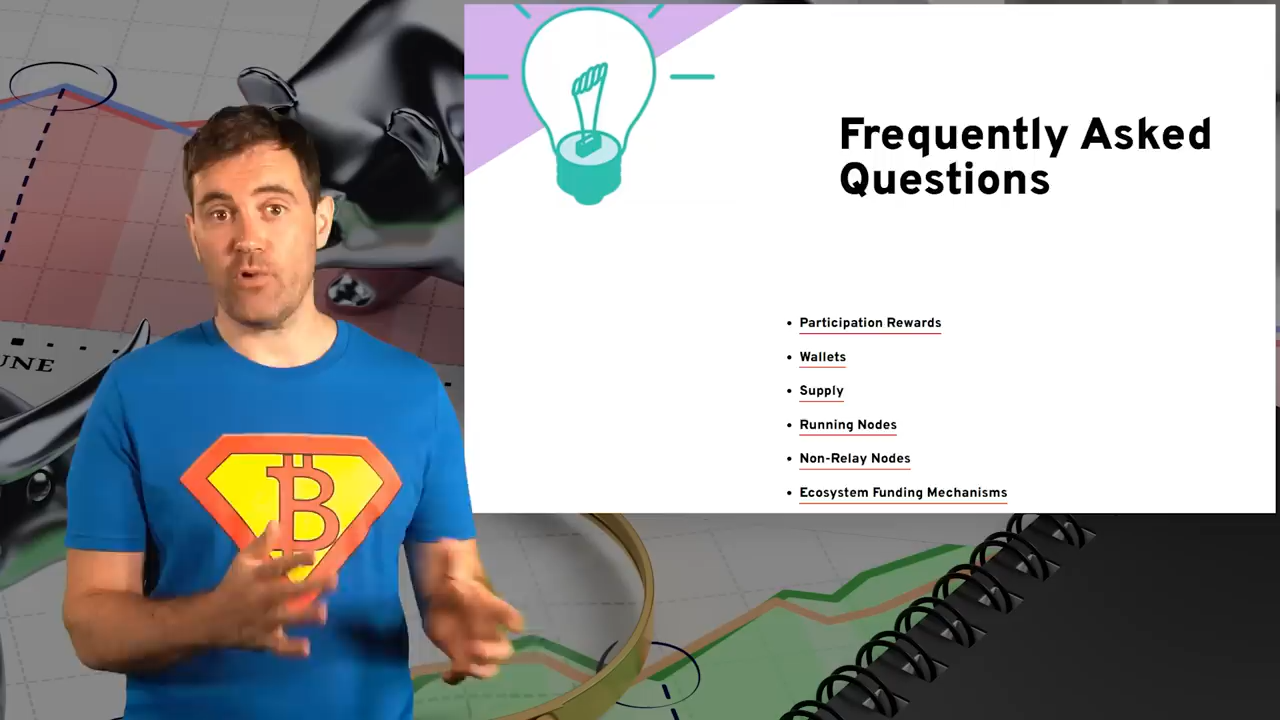 Frequently Asked
Questions
Participation Rewards
Wallets
Supply
Running Nodes
Non-Relay Nodes
Ecosystem Funding Mechanisms
UNE